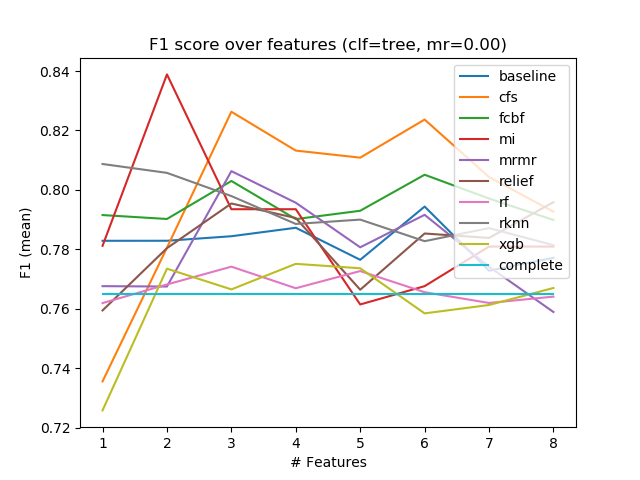 F1 score over features (clf=tree, mr=0.00)
F1 (mean)
0.84
0.82
0.80
0.78
0.76
0.74
0.72
baseline
cfs
fcbf
mi
mrmr
relief
rf
rknn
xgb
complete
1 2 3 4 5 6 7 8
# Features